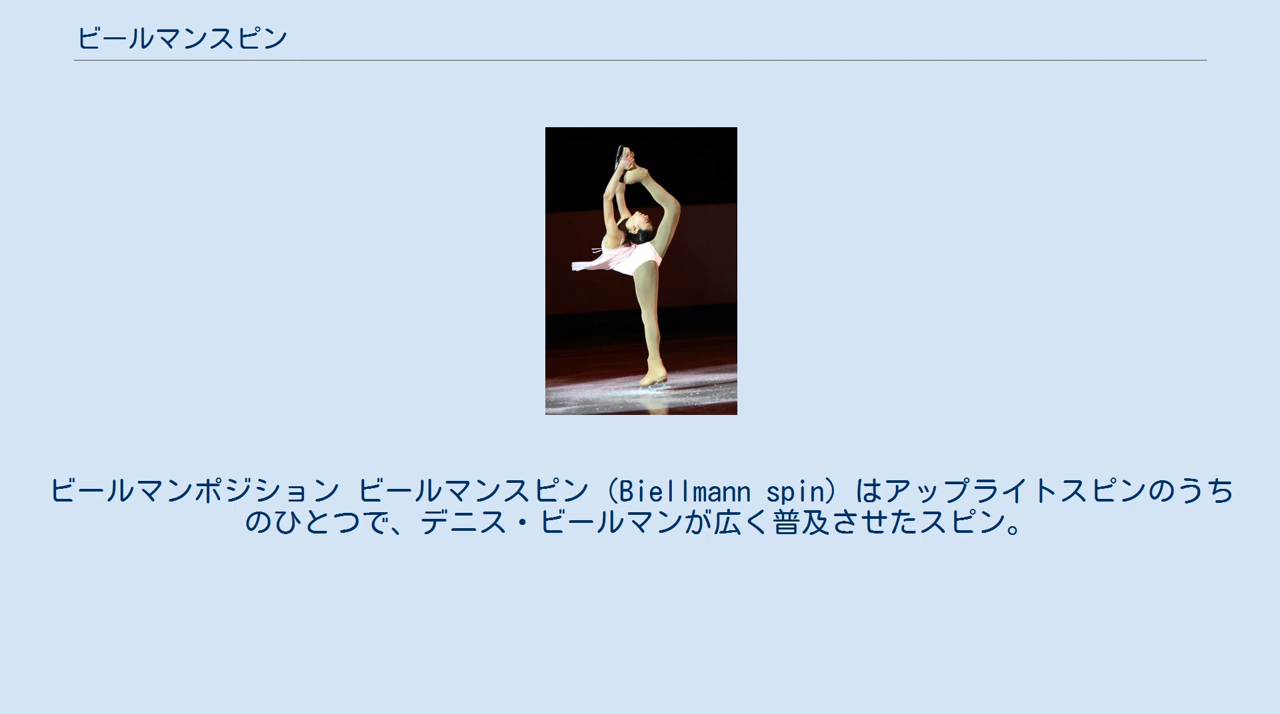 ビールマンスピン
ビールマンポジション ビールマンスピン（Biellmann spin）はアップライトスピンのうち
のひとつで、デニス・ビールマンが広く普及させたスピン。